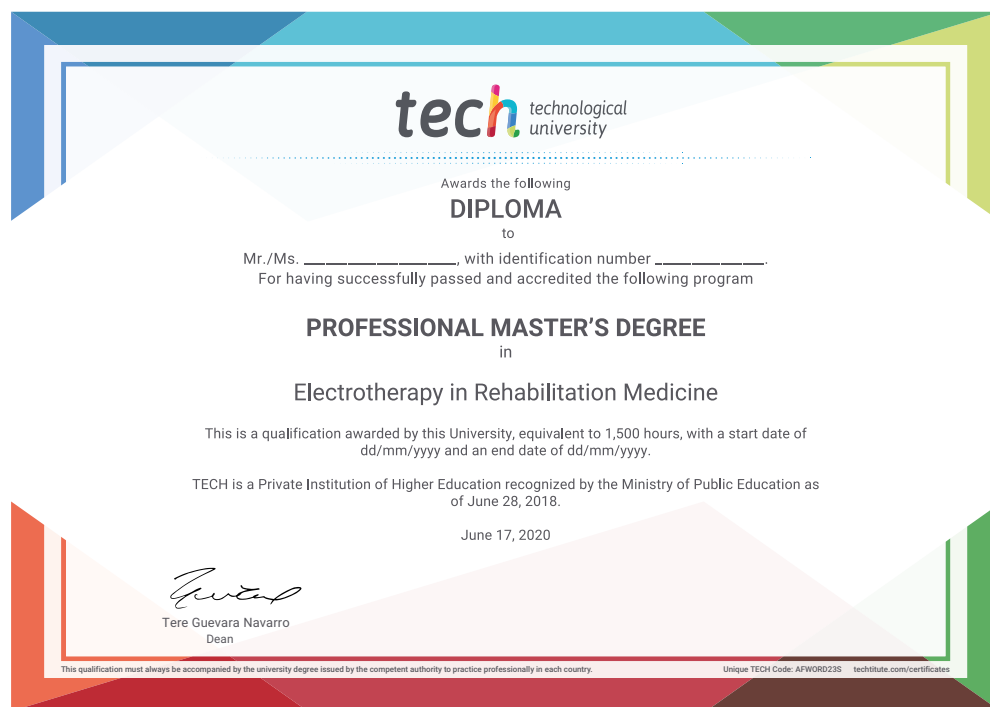 tech technological
university
Awards the following
DIPLOMA
to
Mr./Ms. ____________________, with identification number ______________.
For having successfully passed and accredited the following program
PROFESSIONAL MASTER’S DEGREE
in
Electrotherapy in Rehabilitation Medicine
This is a qualification awarded by this University, equivalent to 1,500 hours, with a start date of
dd/mm/yyyy and an end date of dd/mm/yyyy.
TECH is a Private Institution of Higher Education recognized by the Ministry of Public Education as
of June 28, 2018.
June 17, 2020
Tere Guevara Navarro
Dean
This qualification must always be accompanied by the university degree issued by the competent authority to practice professionally in each country. Unique TECH Code: AFWORD23S techtitute.com/certificates